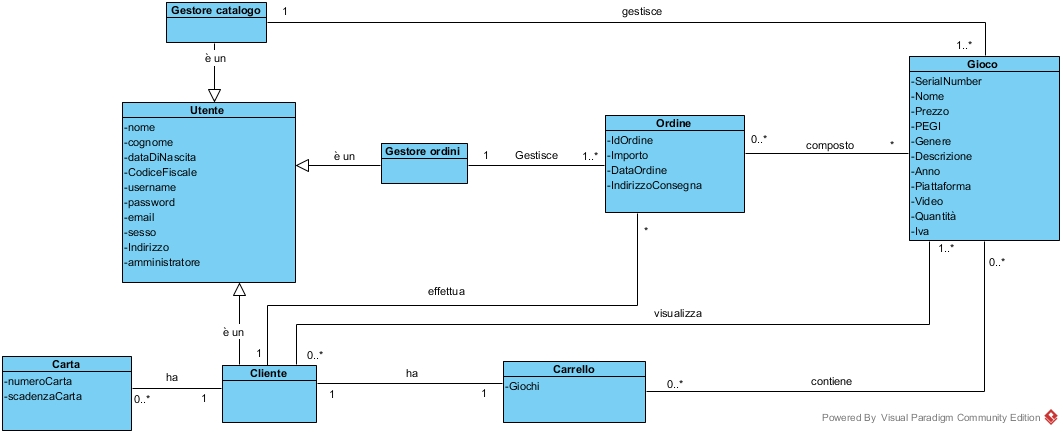 Gestore catalogo
1
gestisce
1..*
è un
Utente
-nome
-cognome
-dataDiNascita
-CodiceFiscale
-username
-password
-email
-sesso
-Indirizzo
-amministratore
è un
Gestore ordini
1
Gestisce
1..*
Ordine
-IdOrdine
-Importo
-DataOrdine
-IndirizzoConsegna
0..*
composto
*
Gioco
-SerialNumber
-Nome
-Prezzo
-PEGI
-Genere
-Descrizione
-Anno
-Piattaforma
-Video
-Quantità
-Iva
*
1..*
0..*
effettua
visualizza
è un
1
0..*
Carta
-numeroCarta
-scadenzaCarta
ha
0..*
1
Cliente
ha
1
1
Carrello
-Giochi
0..*
contiene
Powered By Visual Paradigm Community Edition